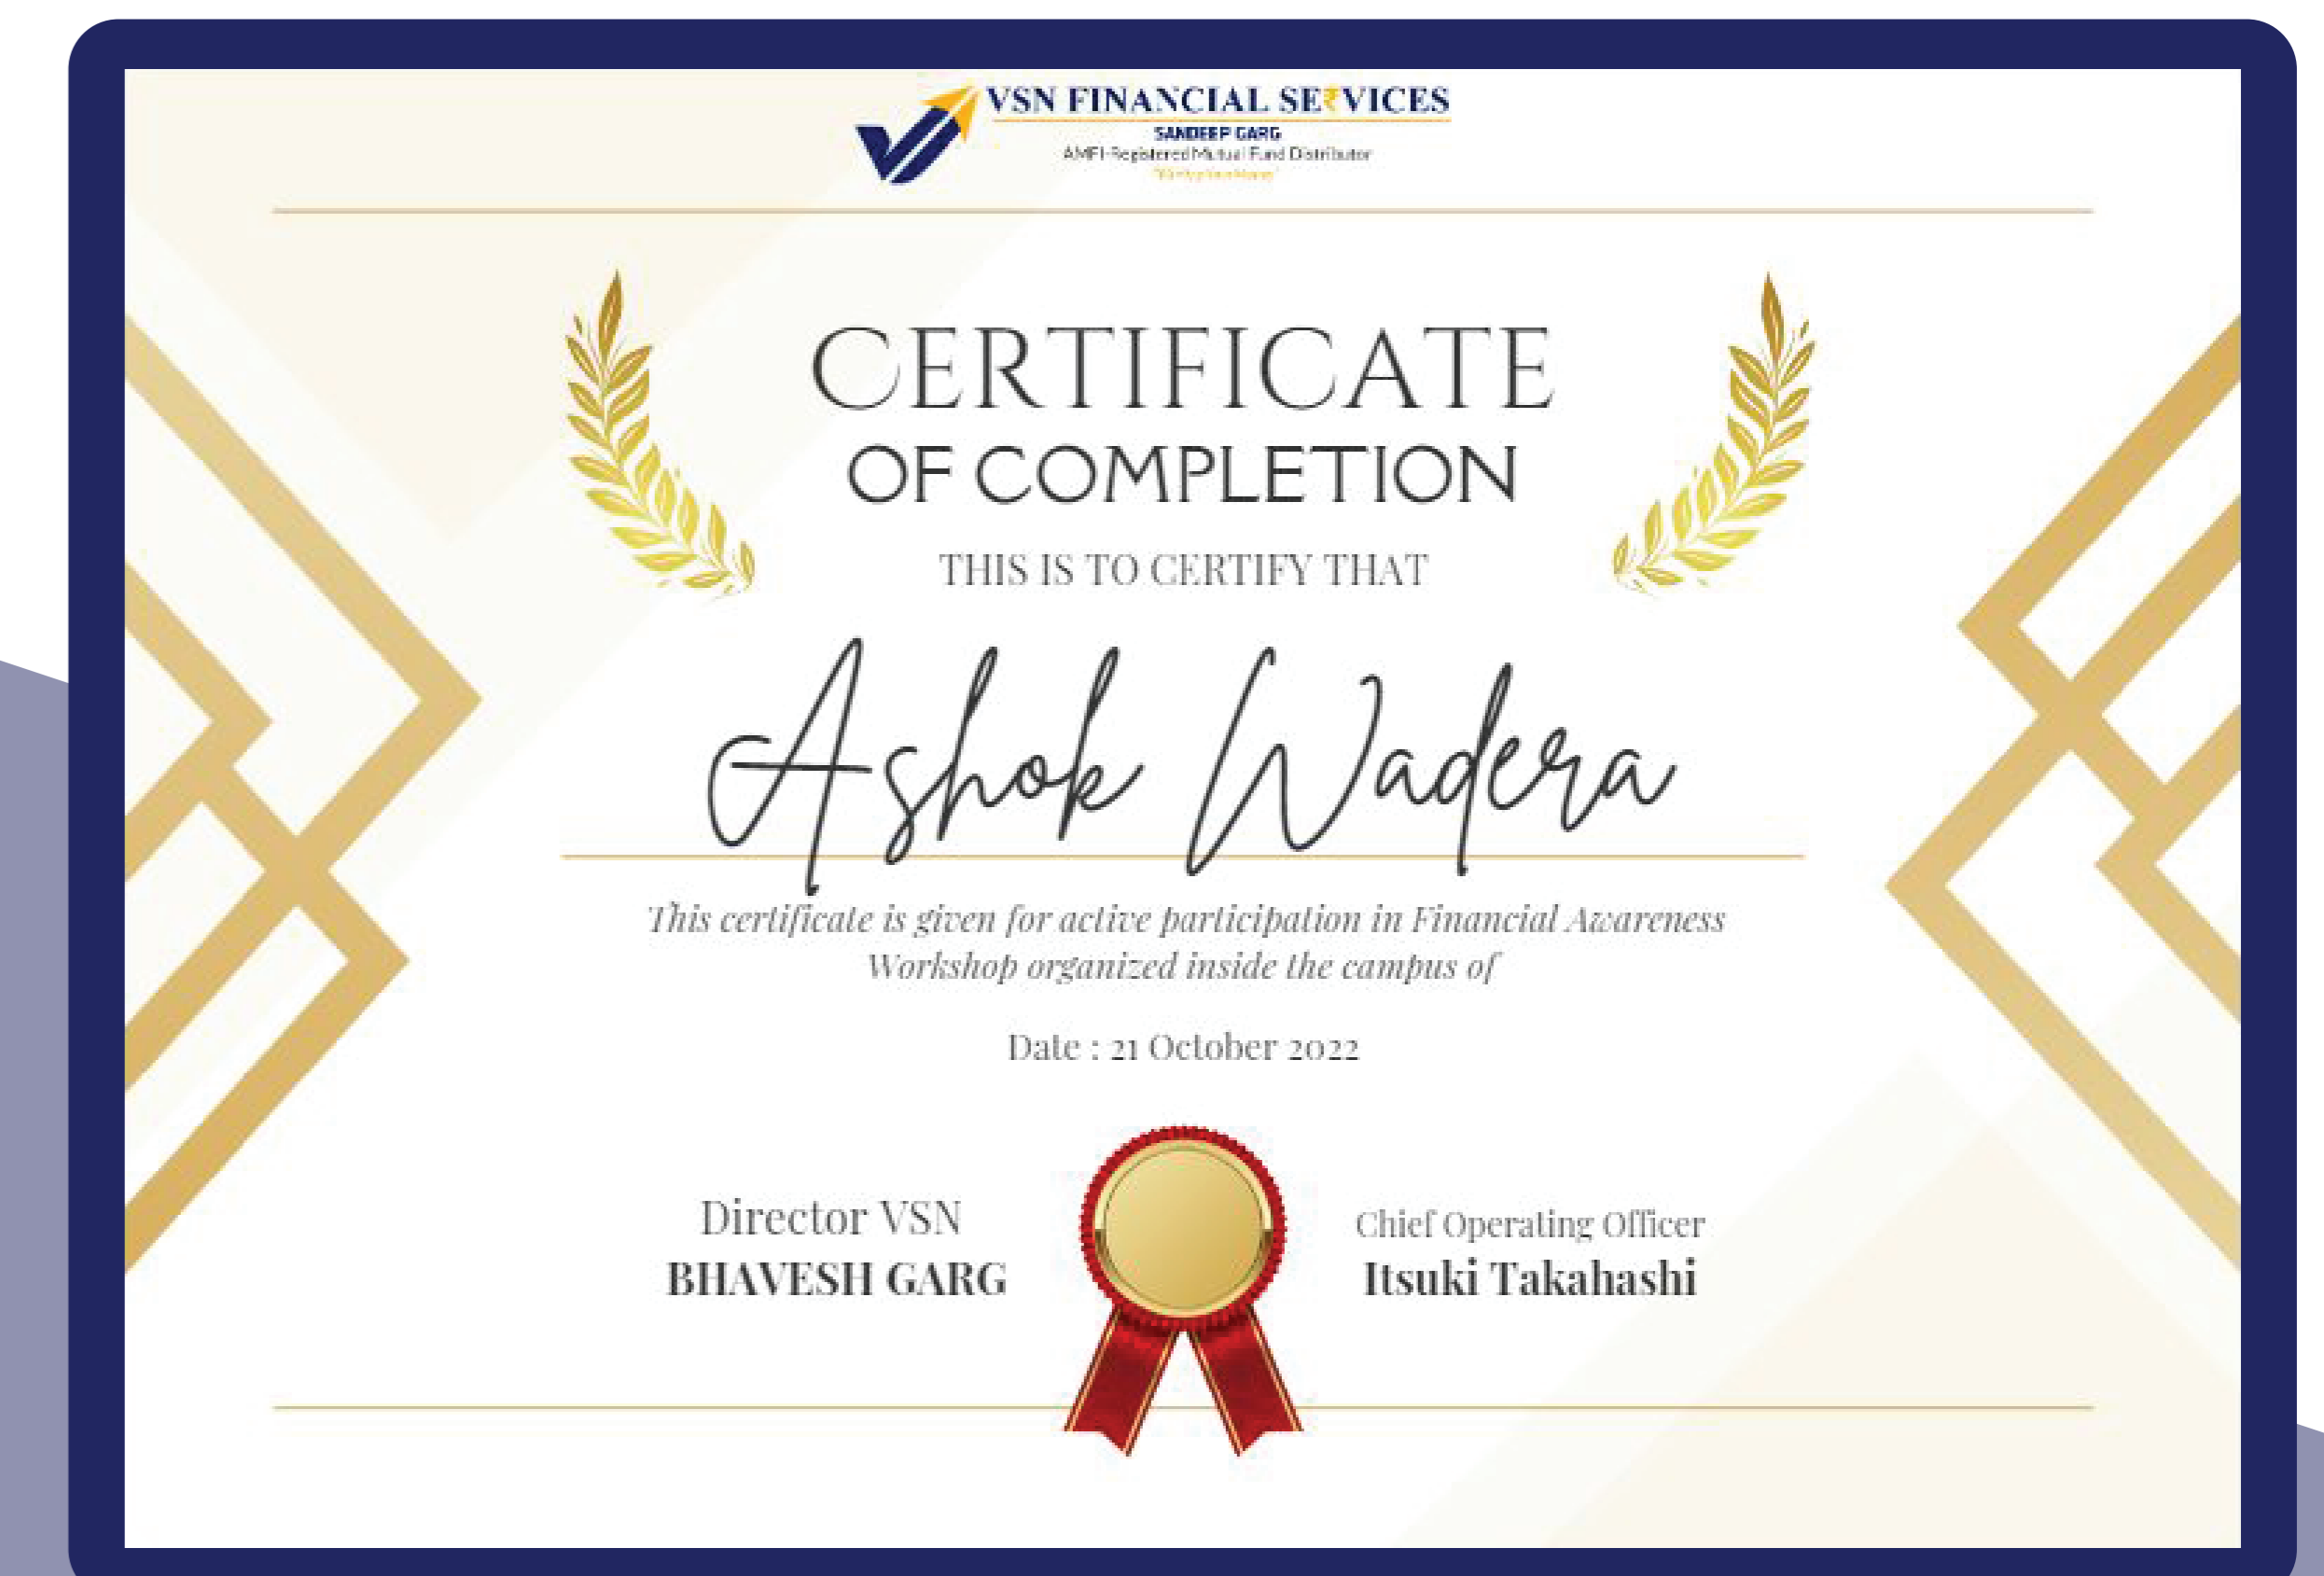 VSN FINANCIAL SE₹VICES
SANDEEP GARG
AMFI-Registered Mutual Fund Distributor
CERTIFICATE
OF COMPLETION
THIS IS TO CERTIFY THAT
Ashok Wadera
This certificate is given for active participation in Financial Awareness
Workshop organized inside the campus of
Date : 21 October 2022
Director VSN
BHAVESH GARG
Chief Operating Officer
Itsuki Takahashi